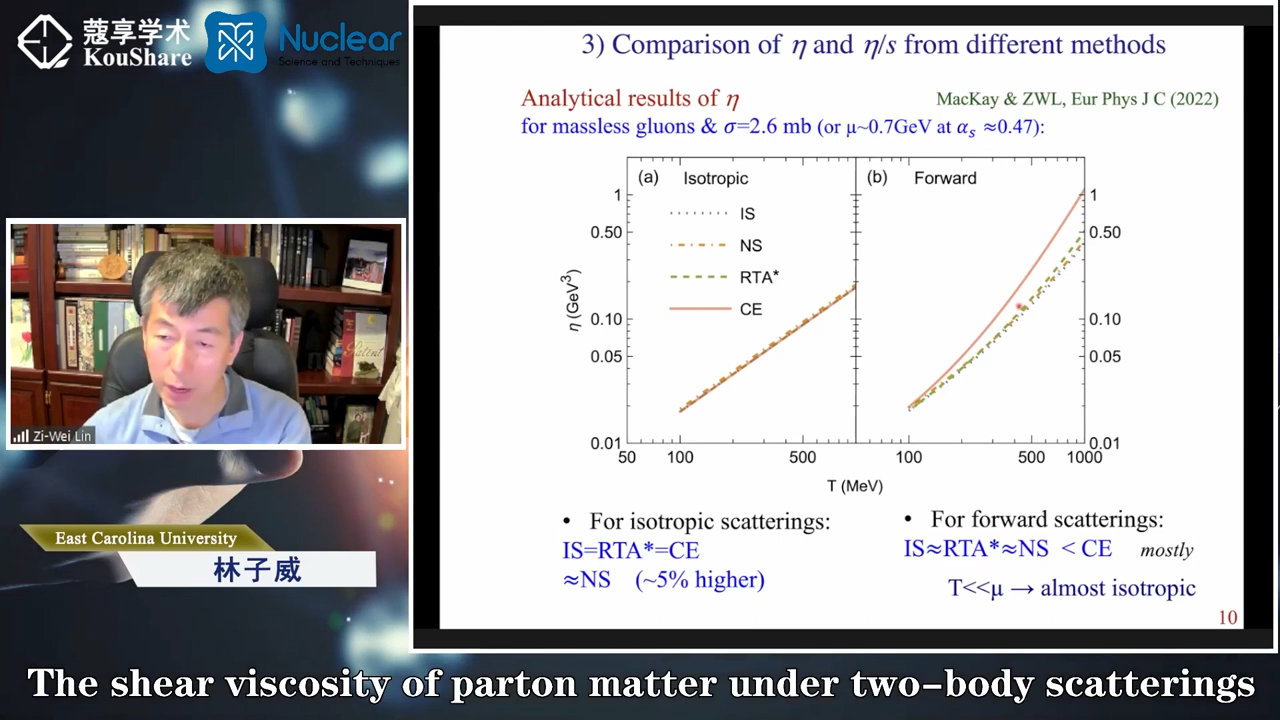 蔻享学术
KouShare
Nuclear
Science and Techniques
3) Comparison of η and η/s from different methods
Analytical results of η
MacKay & ZWL, Eur Phys J C (2022)
for massless gluons & σ=2.6 mb (or μ~0.7GeV at αₛ ≈0.47):
(a) Isotropic
(b) Forward
IS
NS
RTA*
CE
η (GeV³)
1
0.50
0.10
0.05
0.01
1
0.50
0.10
0.05
0.01
50 100 500
100 500 1000
T (MeV)
• For isotropic scatterings:
IS=RTA*=CE
≈NS (~5% higher)
• For forward scatterings:
IS≈RTA*≈NS < CE mostly
T<<μ → almost isotropic
10
Patent
Zi-Wei Lin
East Carolina University
林子威
The shear viscosity of parton matter under two-body scatterings